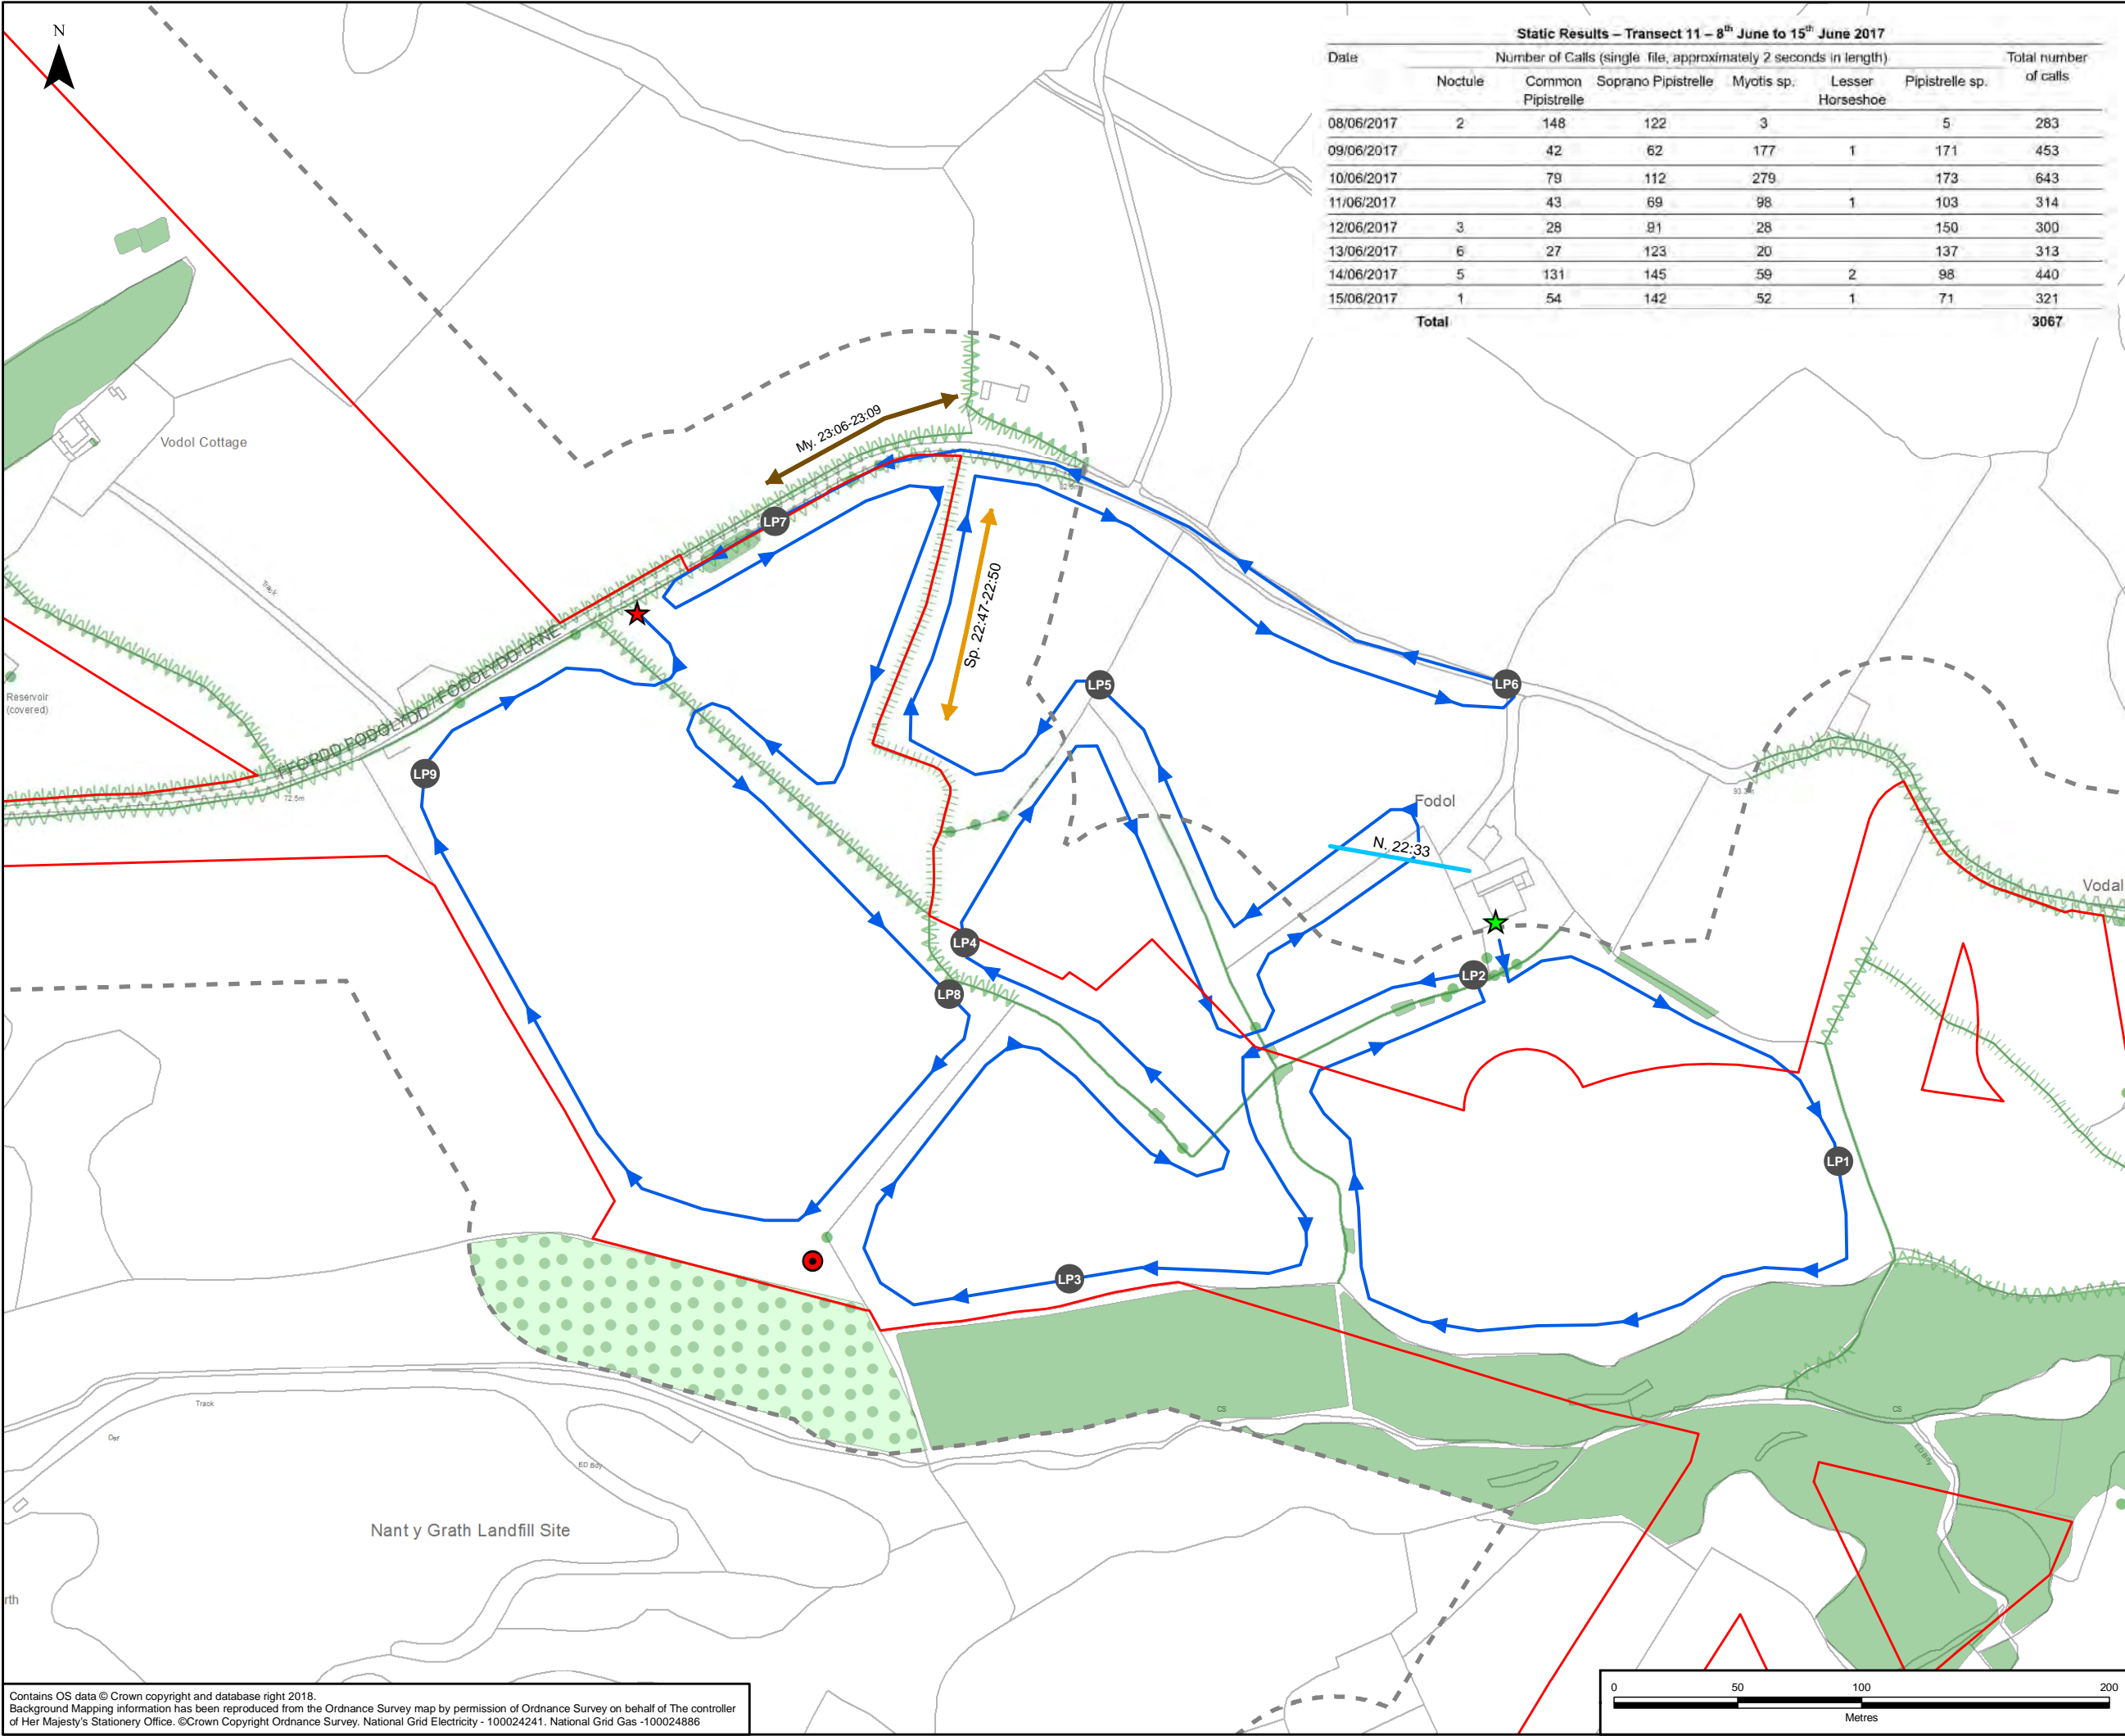 N
Static Results – Transect 11 – 8th June to 15th June 2017
Date Number of Calls (single file, approximately 2 seconds in length) Total number of calls
Noctule Common Pipistrelle Soprano Pipistrelle Myotis sp. Lesser Horseshoe Pipistrelle sp.
08/06/2017 2 148 122 3 5 283
09/06/2017 42 62 177 1 171 453
10/06/2017 79 112 279 173 643
11/06/2017 43 69 98 1 103 314
12/06/2017 3 28 91 28 150 300
13/06/2017 6 27 123 20 137 313
14/06/2017 5 131 145 59 2 98 440
15/06/2017 1 54 142 52 1 71 321
Total 3067
My. 23:06-23:09
Vodol Cottage
LP7
Track
Sp. 22:47-22:50
FFORDD FODOLYDD / FODOLYDD LANE
Reservoir
(covered)
LP5
LP6
LP9
72.5m
Fodol
N. 22:33
Vodal
LP4
LP2
LP8
LP1
LP3
Track
CS
CS
ED Bdy
ED Bdy
Nant y Grath Landfill Site
rth
Contains OS data © Crown copyright and database right 2018.
Background Mapping information has been reproduced from the Ordnance Survey map by permission of Ordnance Survey on behalf of The controller
of Her Majesty's Stationery Office. ©Crown Copyright Ordnance Survey. National Grid Electricity - 100024241. National Grid Gas -100024886
0 50 100 200
Metres